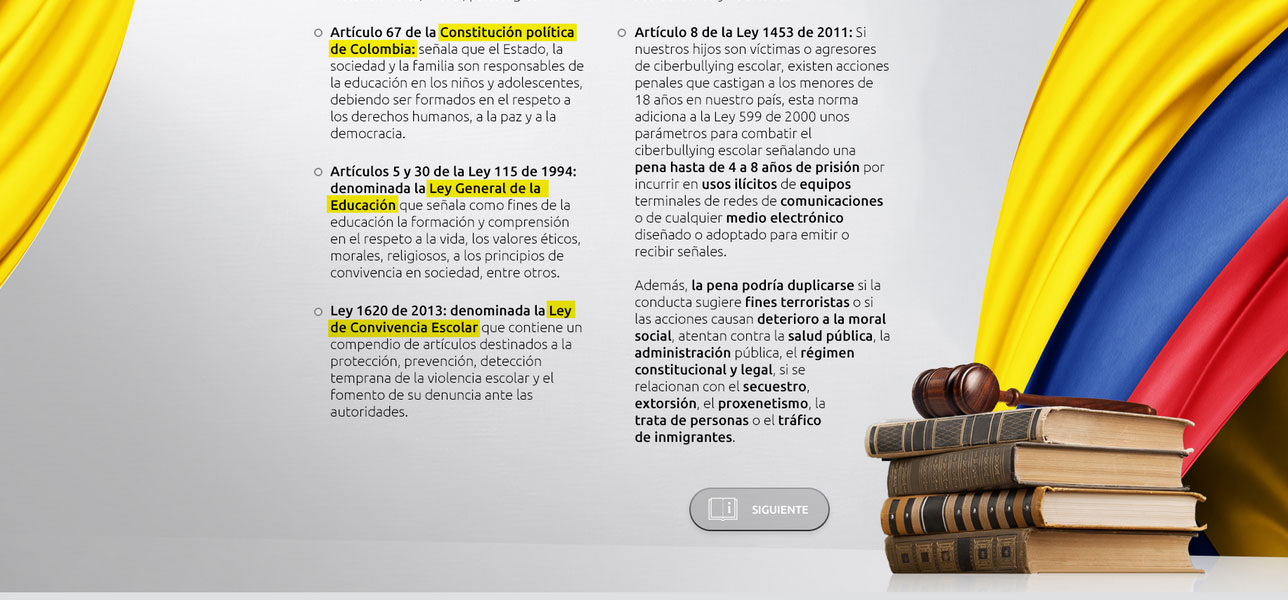 Artículo 67 de la Constitución política
de Colombia: señala que el Estado, la
sociedad y la familia son responsables de
la educación en los niños y adolescentes,
debiendo ser formados en el respeto a
los derechos humanos, a la paz y a la
democracia.
Artículos 5 y 30 de la Ley 115 de 1994:
denominada la Ley General de la
Educación que señala como fines de la
educación la formación y comprensión
en el respeto a la vida, los valores éticos,
morales, religiosos, a los principios de
convivencia en sociedad, entre otros.
Ley 1620 de 2013: denominada la Ley
de Convivencia Escolar que contiene un
compendio de artículos destinados a la
protección, prevención, detección
temprana de la violencia escolar y el
fomento de su denuncia ante las
autoridades.
Artículo 8 de la Ley 1453 de 2011: Si
nuestros hijos son víctimas o agresores
de ciberbullying escolar, existen acciones
penales que castigan a los menores de
18 años en nuestro país, esta norma
adiciona a la Ley 599 de 2000 unos
parámetros para combatir el
ciberbullying escolar señalando una
pena hasta de 4 a 8 años de prisión por
incurrir en usos ilícitos de equipos
terminales de redes de comunicaciones
o de cualquier medio electrónico
diseñado o adoptado para emitir o
recibir señales.
Además, la pena podría duplicarse si la
conducta sugiere fines terroristas o si
las acciones causan deterioro a la moral
social, atentan contra la salud pública, la
administración pública, el régimen
constitucional y legal, si se
relacionan con el secuestro,
extorsión, el proxenetismo, la
trata de personas o el tráfico
de inmigrantes.
SIGUIENTE